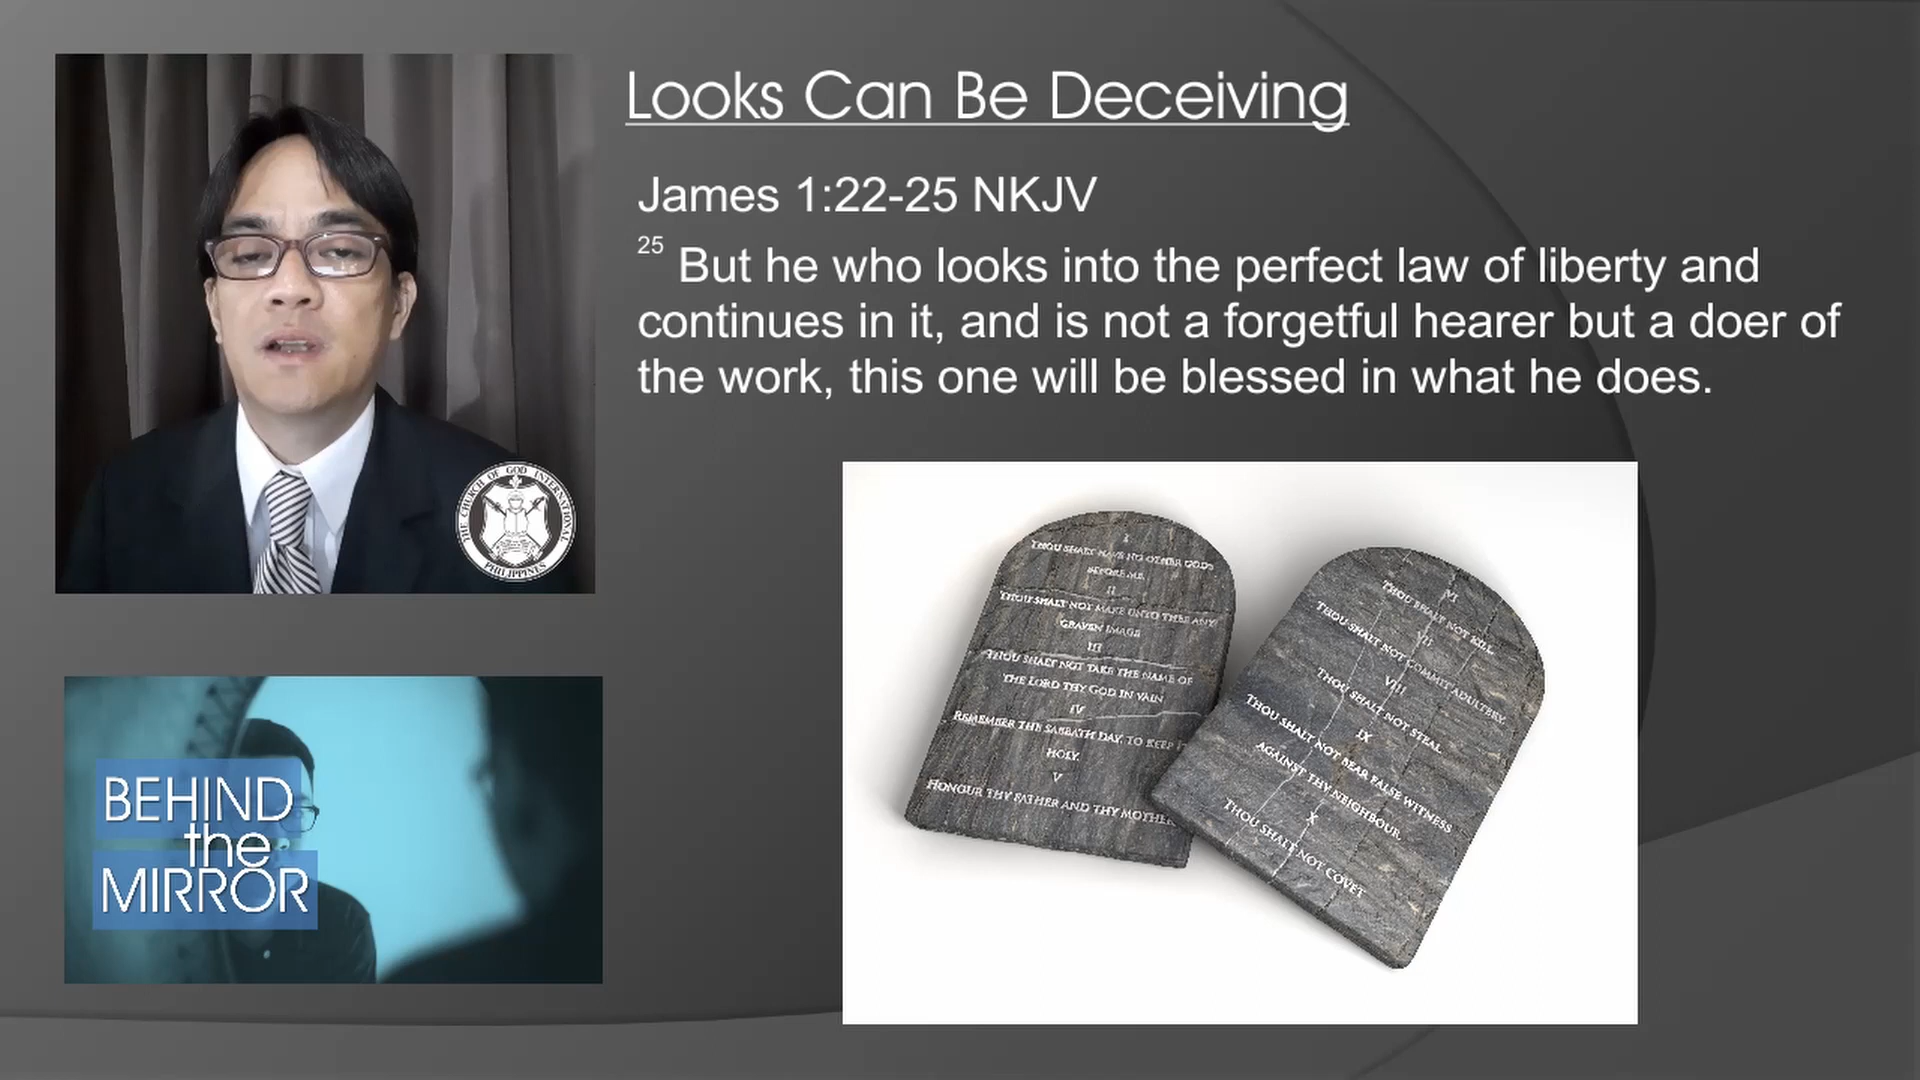 Looks Can Be Deceiving
James 1:22-25 NKJV
25 But he who looks into the perfect law of liberty and
continues in it, and is not a forgetful hearer but a doer of
the work, this one will be blessed in what he does.
THE CHURCH OF GOD INTERNATIONAL
PHILIPPINES
BEHIND
the
MIRROR
I
THOU SHALT HAVE NO OTHER GODS
BEFORE ME.
II
THOU SHALT NOT MAKE UNTO THEE ANY
GRAVEN IMAGE
III
THOU SHALT NOT TAKE THE NAME OF
THE LORD THY GOD IN VAIN
IV
REMEMBER THE SABBATH DAY, TO KEEP
HOLY.
V
HONOUR THY FATHER AND THY MOTHER
VI
THOU SHALT NOT KILL.
VII
THOU SHALT NOT COMMIT ADULTERY.
VIII
THOU SHALT NOT STEAL.
IX
THOU SHALT NOT BEAR FALSE WITNESS
AGAINST THY NEIGHBOUR.
X
THOU SHALT NOT COVET